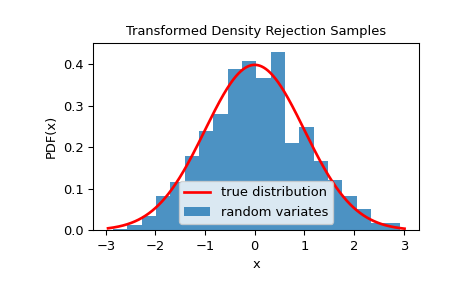 Transformed Density Rejection Samples
PDF(x)
0.4
0.3
0.2
0.1
0.0
true distribution
random variates
−3 −2 −1 0 1 2 3
x